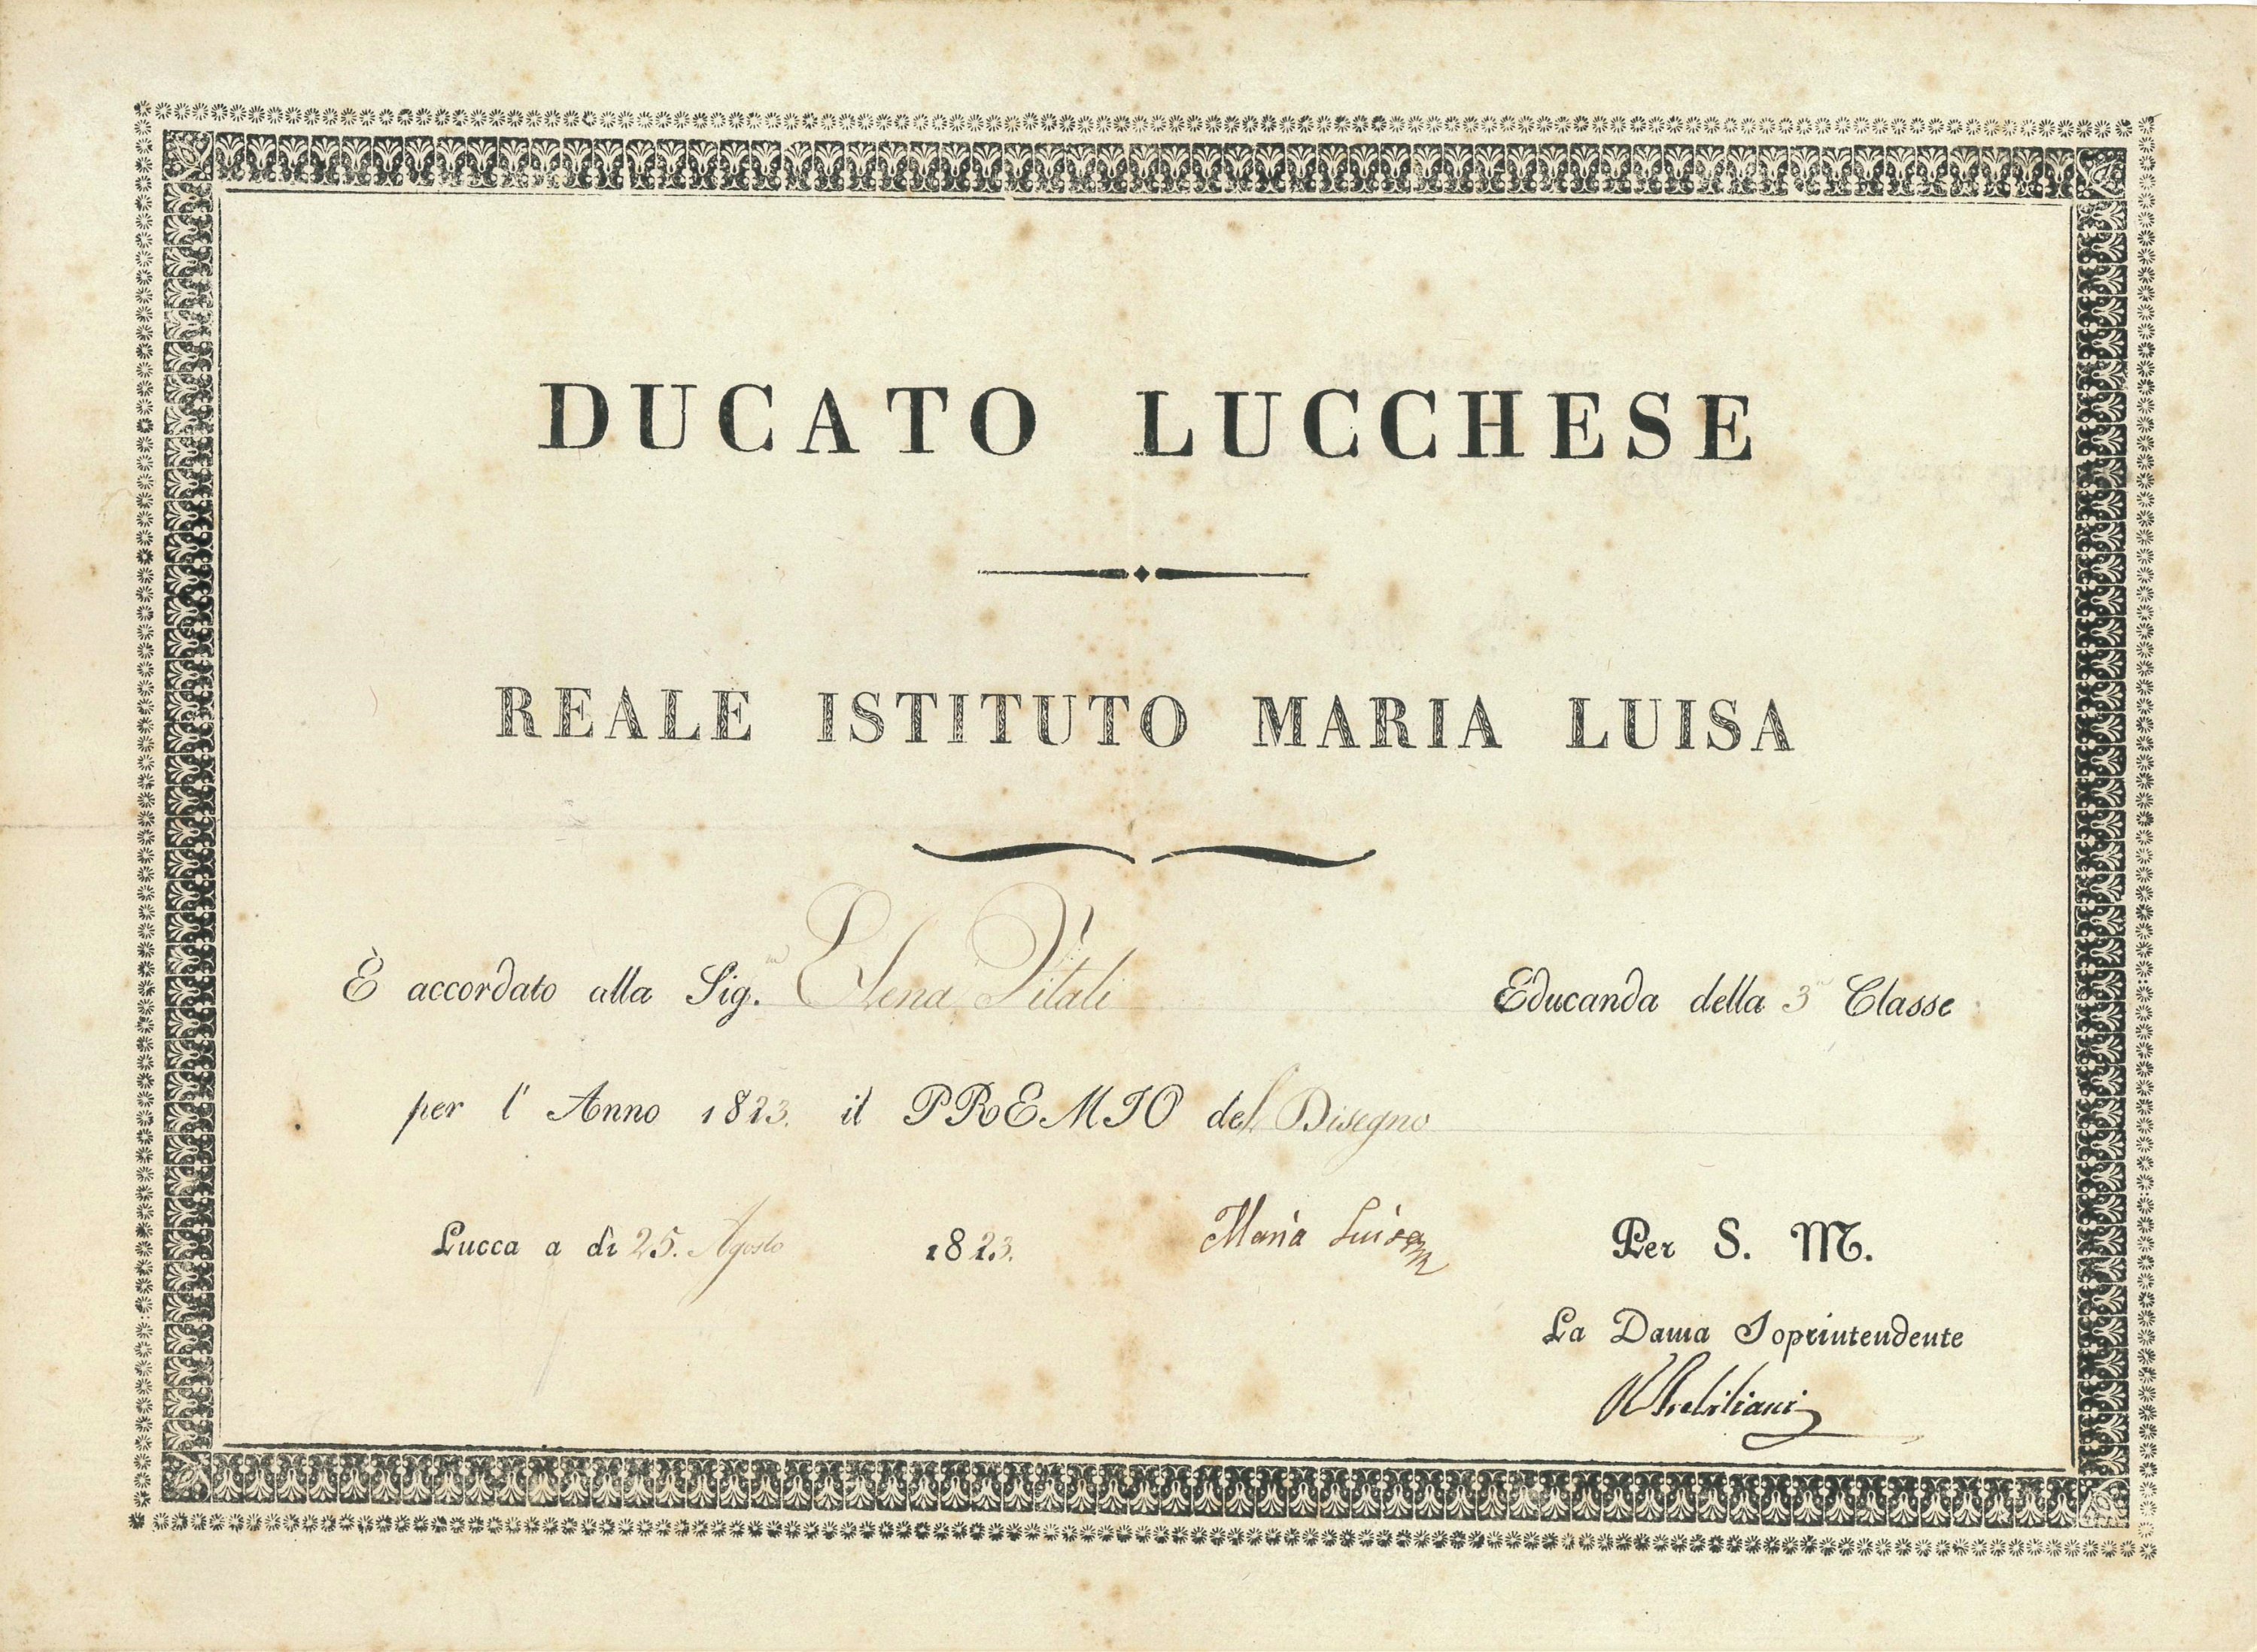 DUCATO LUCCHESE
REALE ISTITUTO MARIA LUISA
È accordato alla Sig.ra Elena Vitali Educanda della 3 Classe
per l' Anno 1823. il PREMIO del Disegno
Lucca a dì 25. Agosto 1823. Maria Luisa Per S. M.
La Dama Soprintendente